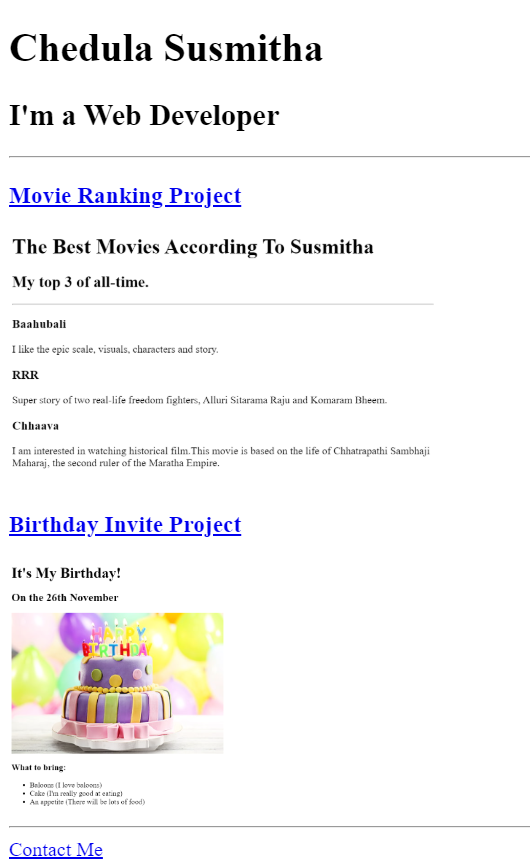 Chedula Susmitha
I'm a Web Developer
Movie Ranking Project
The Best Movies According To Susmitha
My top 3 of all-time.
Baahubali
I like the epic scale, visuals, characters and story.
RRR
Super story of two real-life freedom fighters, Alluri Sitarama Raju and Komaram Bheem.
Chhaava
I am interested in watching historical film.This movie is based on the life of Chhatrapathi Sambhaji
Maharaj, the second ruler of the Maratha Empire.
Birthday Invite Project
It's My Birthday!
On the 26th November
HAPPY
BIRTHDAY
What to bring:
Baloons (I love baloons)
Cake (I'm really good at eating)
An appetite (There will be lots of food)
Contact Me